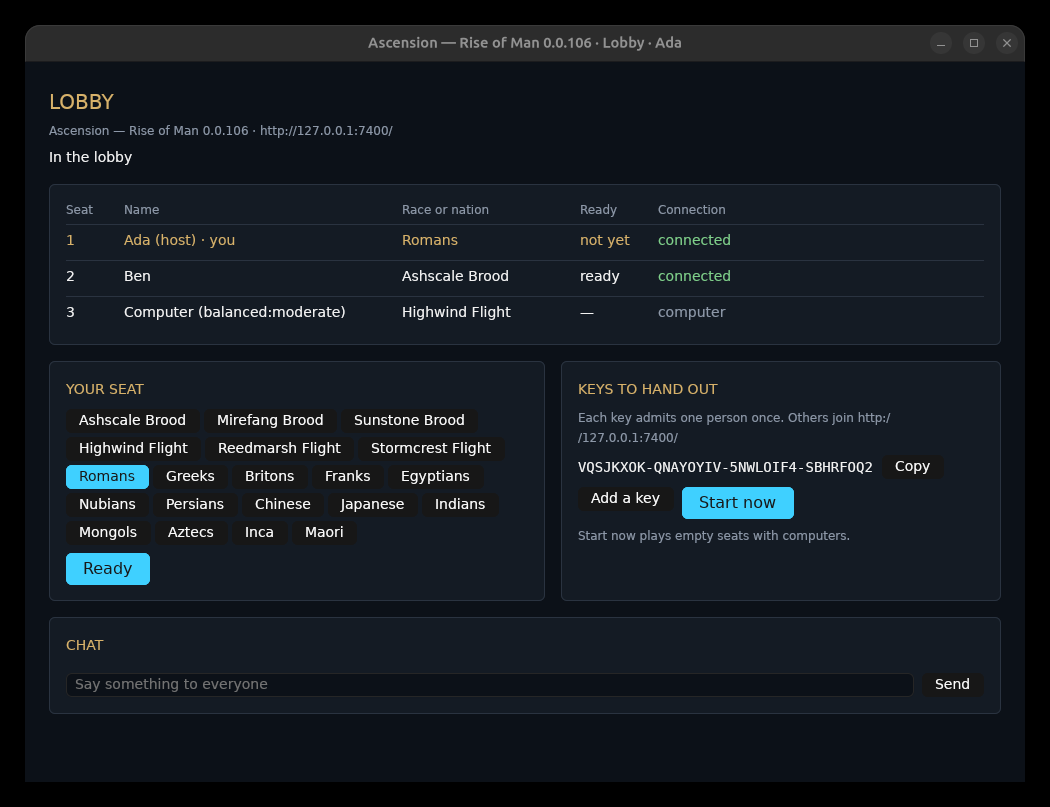 Ascension — Rise of Man 0.0.106 · Lobby · Ada
LOBBY
Ascension — Rise of Man 0.0.106 · http://127.0.0.1:7400/
In the lobby
Seat Name Race or nation Ready Connection
1 Ada (host) · you Romans not yet connected
2 Ben Ashscale Brood ready connected
3 Computer (balanced:moderate) Highwind Flight — computer
YOUR SEAT
Ashscale Brood Mirefang Brood Sunstone Brood
Highwind Flight Reedmarsh Flight Stormcrest Flight
Romans Greeks Britons Franks Egyptians
Nubians Persians Chinese Japanese Indians
Mongols Aztecs Inca Maori
Ready
KEYS TO HAND OUT
Each key admits one person once. Others join http:/
/127.0.0.1:7400/
VQSJKXOK-QNAYOYIV-5NWLOIF4-SBHRFOQ2 Copy
Add a key Start now
Start now plays empty seats with computers.
CHAT
Say something to everyone Send